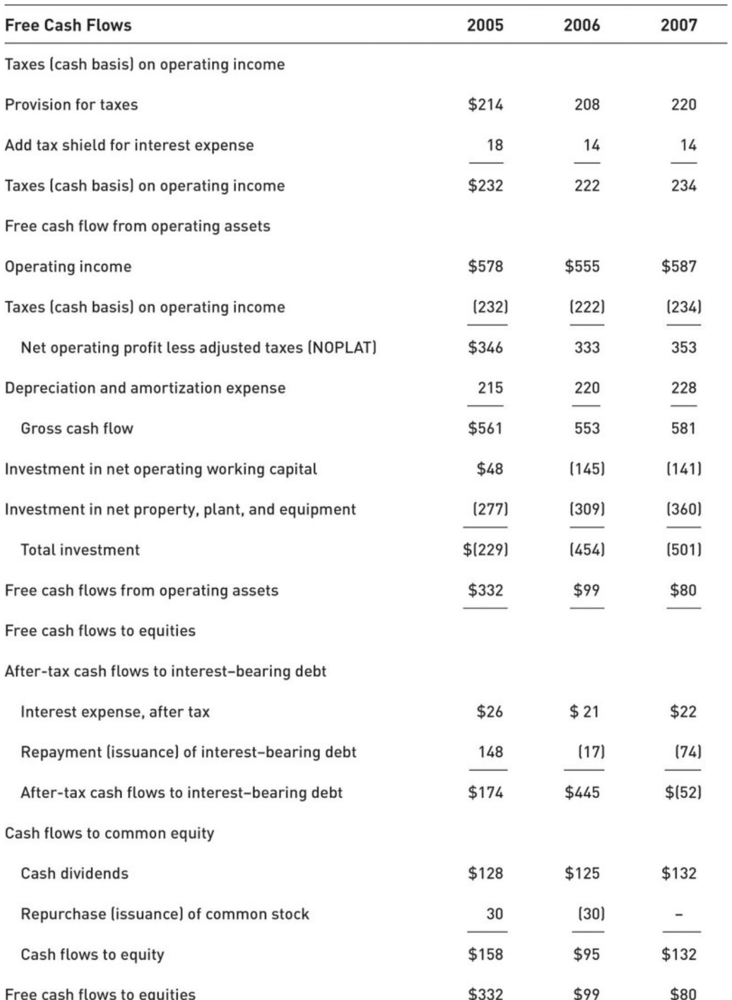 Free Cash Flows 2005 2006 2007
Taxes (cash basis) on operating income
Provision for taxes $214 208 220
Add tax shield for interest expense 18 14 14
Taxes (cash basis) on operating income $232 222 234
Free cash flow from operating assets
Operating income $578 $555 $587
Taxes (cash basis) on operating income (232) (222) (234)
Net operating profit less adjusted taxes (NOPLAT) $346 333 353
Depreciation and amortization expense 215 220 228
Gross cash flow $561 553 581
Investment in net operating working capital $48 (145) (141)
Investment in net property, plant, and equipment (277) (309) (360)
Total investment $(229) (454) (501)
Free cash flows from operating assets $332 $99 $80
Free cash flows to equities
After-tax cash flows to interest–bearing debt
Interest expense, after tax $26 $ 21 $22
Repayment (issuance) of interest–bearing debt 148 (17) (74)
After-tax cash flows to interest–bearing debt $174 $445 $(52)
Cash flows to common equity
Cash dividends $128 $125 $132
Repurchase (issuance) of common stock 30 (30) –
Cash flows to equity $158 $95 $132
Free cash flows to equities $332 $99 $80